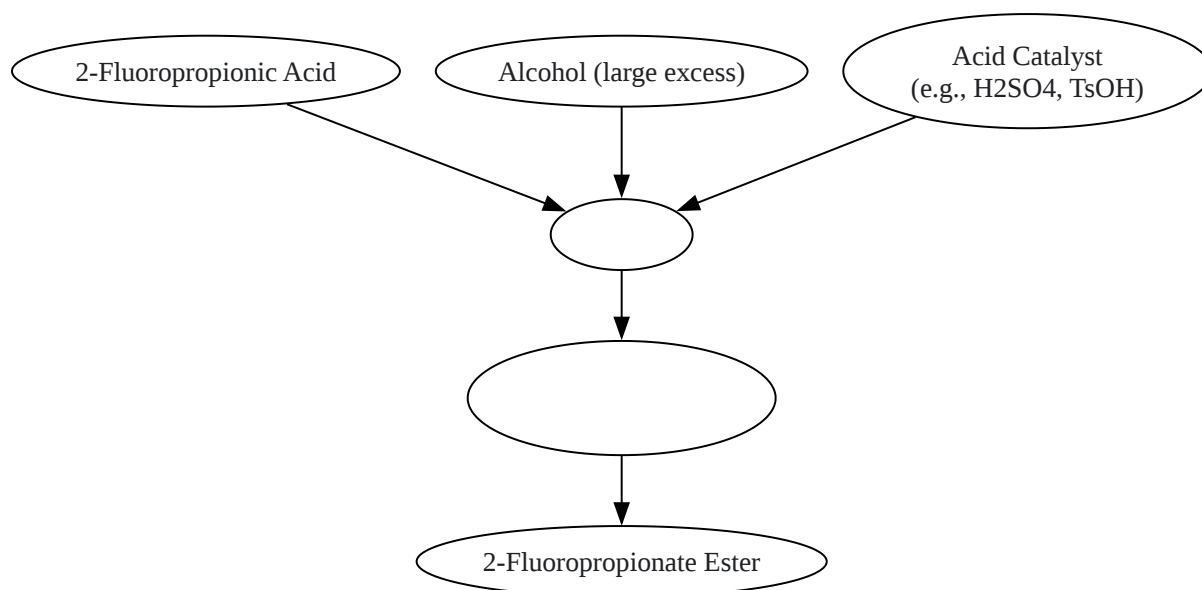 2-Fluoropropionic Acid
Alcohol (large excess)
Acid Catalyst
(e.g., H2SO4, TsOH)
2-Fluoropropionate Ester